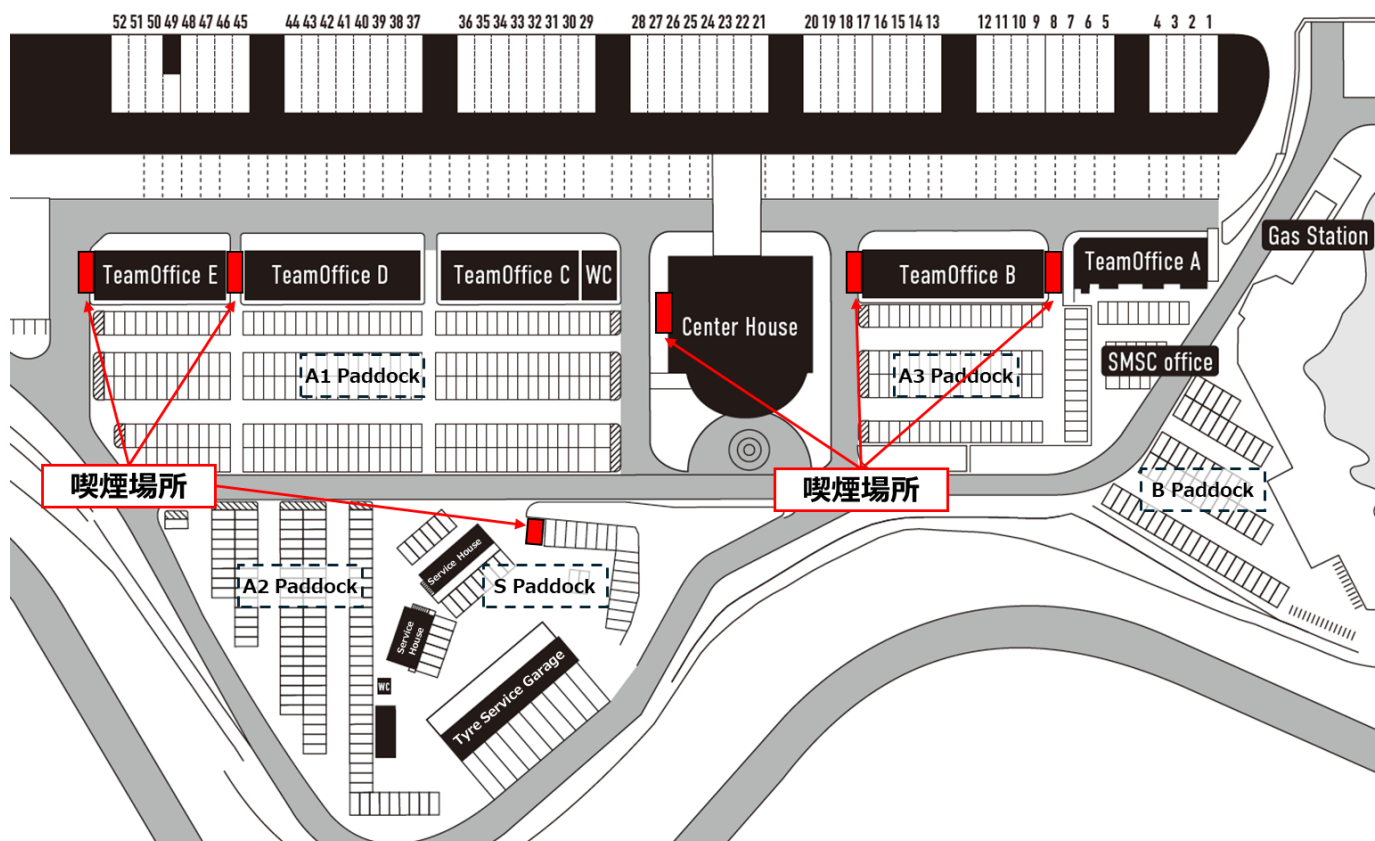 52 51 50 49 48 47 46 45 44 43 42 41 40 39 38 37 36 35 34 33 32 31 30 29 28 27 26 25 24 23 22 21 20 19 18 17 16 15 14 13 12 11 10 9 8 7 6 5 4 3 2 1
Gas Station
TeamOffice E
TeamOffice D
TeamOffice C
WC
Center House
TeamOffice B
TeamOffice A
SMSC office
A1 Paddock
A3 Paddock
喫煙場所
喫煙場所
B Paddock
A2 Paddock
Service House
S Paddock
Service
House
WC
Tyre Service Garage